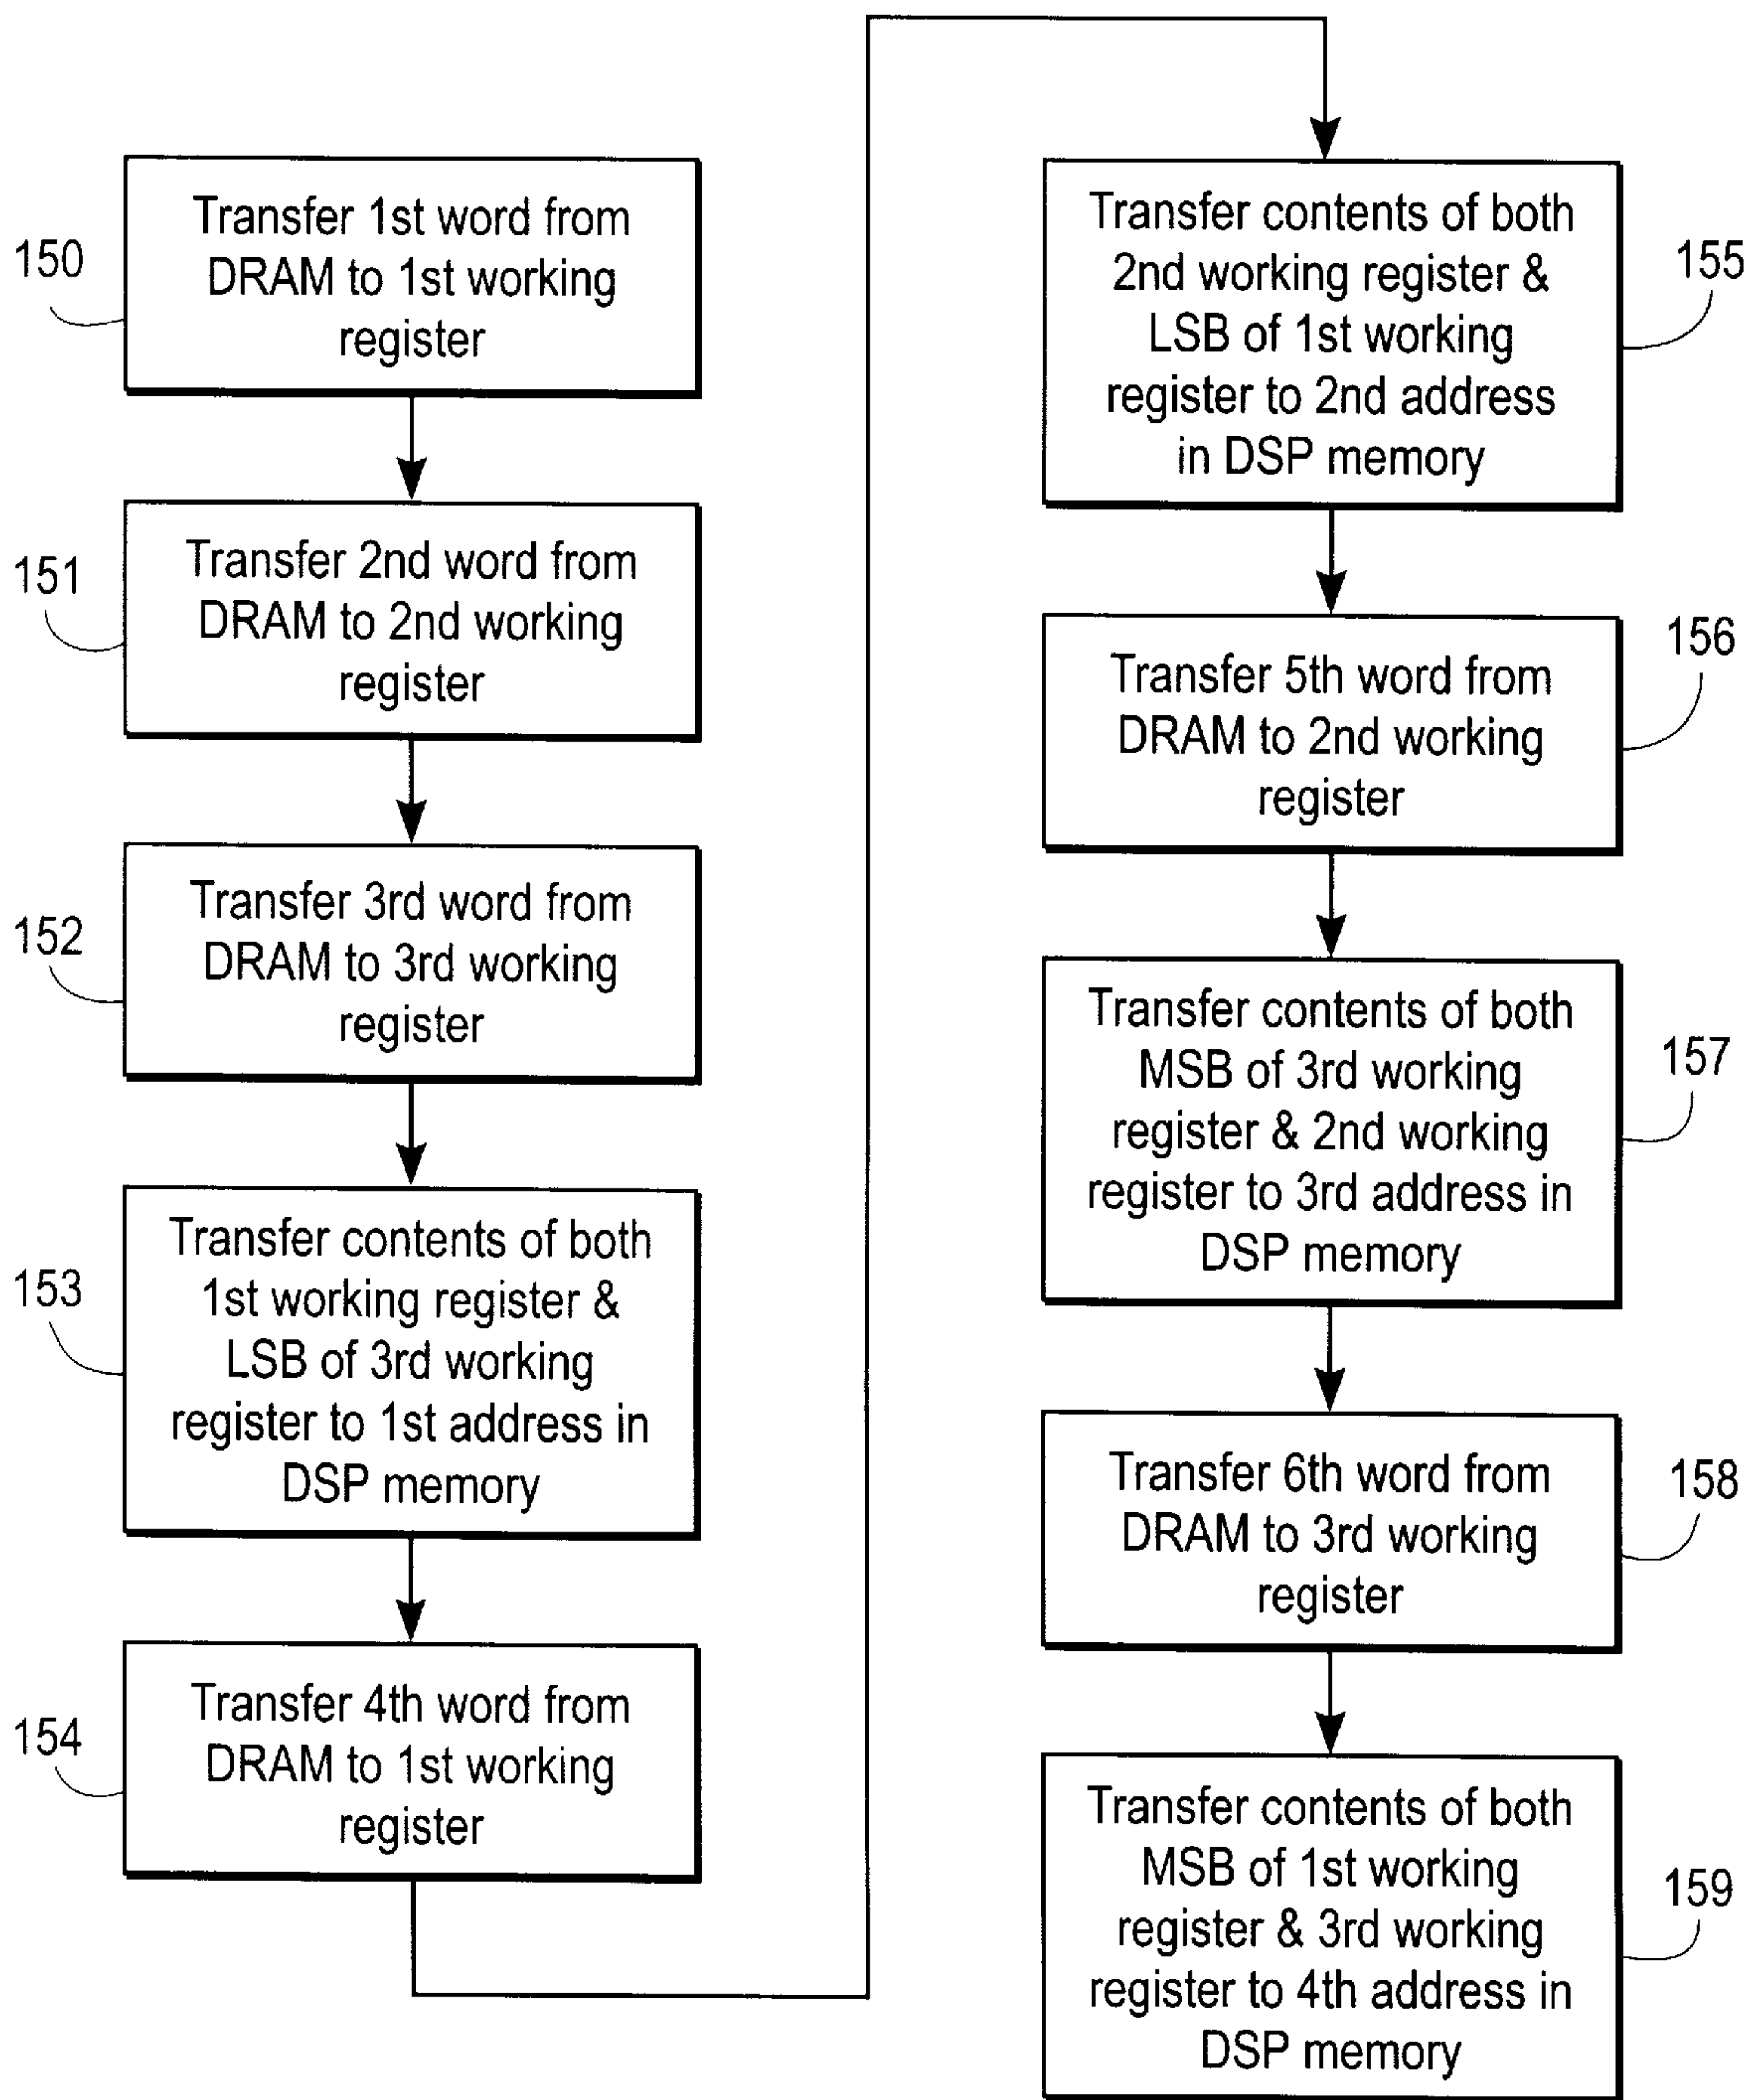 150
Transfer 1st word from
DRAM to 1st working
register
151
Transfer 2nd word from
DRAM to 2nd working
register
152
Transfer 3rd word from
DRAM to 3rd working
register
153
Transfer contents of both
1st working register &
LSB of 3rd working
register to 1st address in
DSP memory
154
Transfer 4th word from
DRAM to 1st working
register
Transfer contents of both
2nd working register &
LSB of 1st working
register to 2nd address
in DSP memory
155
Transfer 5th word from
DRAM to 2nd working
register
156
Transfer contents of both
MSB of 3rd working
register & 2nd working
register to 3rd address in
DSP memory
157
Transfer 6th word from
DRAM to 3rd working
register
158
Transfer contents of both
MSB of 1st working
register & 3rd working
register to 4th address in
DSP memory
159